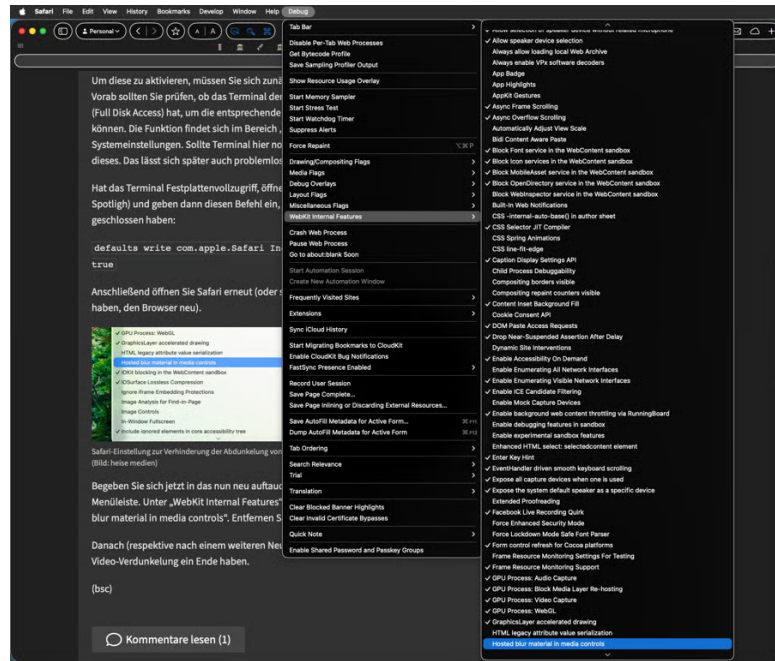 Safari File Edit View History Bookmarks Develop Window Help Debug
Personal
A A
Um diese zu aktivieren, müssen Sie sich zunä
Vorab sollten Sie prüfen, ob das Terminal der
(Full Disk Access) hat, um die entsprechende
können. Die Funktion findet sich im Bereich „
Systemeinstellungen. Sollte Terminal hier no
dieses. Das lässt sich später auch problemlos
Hat das Terminal Festplattenvollzugriff, öffne
Spotligh) und geben dann diesen Befehl ein,
geschlossen haben:
defaults write com.apple.Safari In
true
Anschließend öffnen Sie Safari erneut (oder s
haben, den Browser neu).
GPU Process: WebGL
GraphicsLayer accelerated drawing
HTML legacy attribute value serialization
Hosted blur material in media controls
IOKit blocking in the WebContent sandbox
IOSurface Lossless Compression
Ignore iframe Embedding Protections
Image Analysis for Find-in-Page
Image Controls
In-Window Fullscreen
Include ignored elements in core accessibility tree
Safari-Einstellung zur Verhinderung der Abdunkelung von
(Bild: heise medien)
Begeben Sie sich jetzt in das nun neu auftauc
Menüleiste. Unter „WebKit Internal Features"
blur material in media controls". Entfernen S
Danach (respektive nach einem weiteren Neu
Video-Verdunkelung ein Ende haben.
(bsc)
Kommentare lesen (1)
Tab Bar
Disable Per-Tab Web Processes
Get Bytecode Profile
Save Sampling Profiler Output
Show Resource Usage Overlay
Start Memory Sampler
Start Stress Test
Start Watchdog Timer
Suppress Alerts
Force Repaint ⌥⌘P
Drawing/Compositing Flags
Media Flags
Debug Overlays
Layout Flags
Miscellaneous Flags
WebKit Internal Features
Crash Web Process
Pause Web Process
Go to about:blank Soon
Start Automation Session
Create New Automation Window
Frequently Visited Sites
Extensions
Sync iCloud History
Start Migrating Bookmarks to CloudKit
Enable CloudKit Bug Notifications
FastSync Presence Enabled
Record User Session
Save Page Complete...
Save Page Inlining or Discarding External Resources...
Save AutoFill Metadata for Active Form...
Dump AutoFill Metadata for Active Form
Tab Ordering
Search Relevance
Trial
Translation
Clear Blocked Banner Highlights
Clear Invalid Certificate Bypasses
Quick Note
Enable Shared Password and Passkey Groups
Allow selection of speaker device without related microphone
Allow speaker device selection
Always allow loading local Web Archive
Always enable VPx software decoders
App Badge
App Highlights
AppKit Gestures
Async Frame Scrolling
Async Overflow Scrolling
Automatically Adjust View Scale
Bidi Content Aware Paste
Block Font service in the WebContent sandbox
Block Icon services in the WebContent sandbox
Block MobileAsset service in the WebContent sandbox
Block OpenDirectory service in the WebContent sandbox
Block WebInspector service in the WebContent sandbox
Built-In Web Notifications
CSS -internal-auto-base() in author sheet
CSS Selector JIT Compiler
CSS Spring Animations
CSS line-fit-edge
Caption Display Settings API
Child Process Debuggability
Compositing borders visible
Compositing repaint counters visible
Content Inset Background Fill
Cookie Consent API
DOM Paste Access Requests
Drop Near-Suspended Assertion After Delay
Dynamic Site Interventions
Enable Accessibility On Demand
Enable Enumerating All Network Interfaces
Enable Enumerating Visible Network Interfaces
Enable ICE Candidate Filtering
Enable Mock Capture Devices
Enable background web content throttling via RunningBoard
Enable debugging features in sandbox
Enable experimental sandbox features
Enhanced HTML select: selectedcontent element
Enter Key Hint
EventHandler driven smooth keyboard scrolling
Expose all capture devices when one is used
Expose the system default speaker as a specific device
Extended Proofreading
Facebook Live Recording Quirk
Force Enhanced Security Mode
Force Lockdown Mode Safe Font Parser
Form control refresh for Cocoa platforms
Frame Resource Monitoring Settings For Testing
Frame Resource Monitoring Support
GPU Process: Audio Capture
GPU Process: Block Media Layer Re-hosting
GPU Process: Video Capture
GPU Process: WebGL
GraphicsLayer accelerated drawing
HTML legacy attribute value serialization
Hosted blur material in media controls